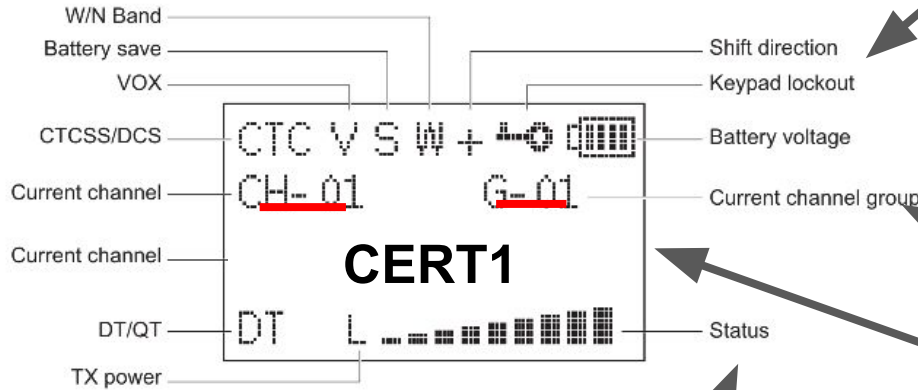 W/N Band
Battery save
VOX
CTCSS/DCS
Current channel
Current channel
DT/QT
TX power
Shift direction
Keypad lockout
Battery voltage
Current channel group
Status
CTC V S W +
CH-01 G-01
CERT1
DT L